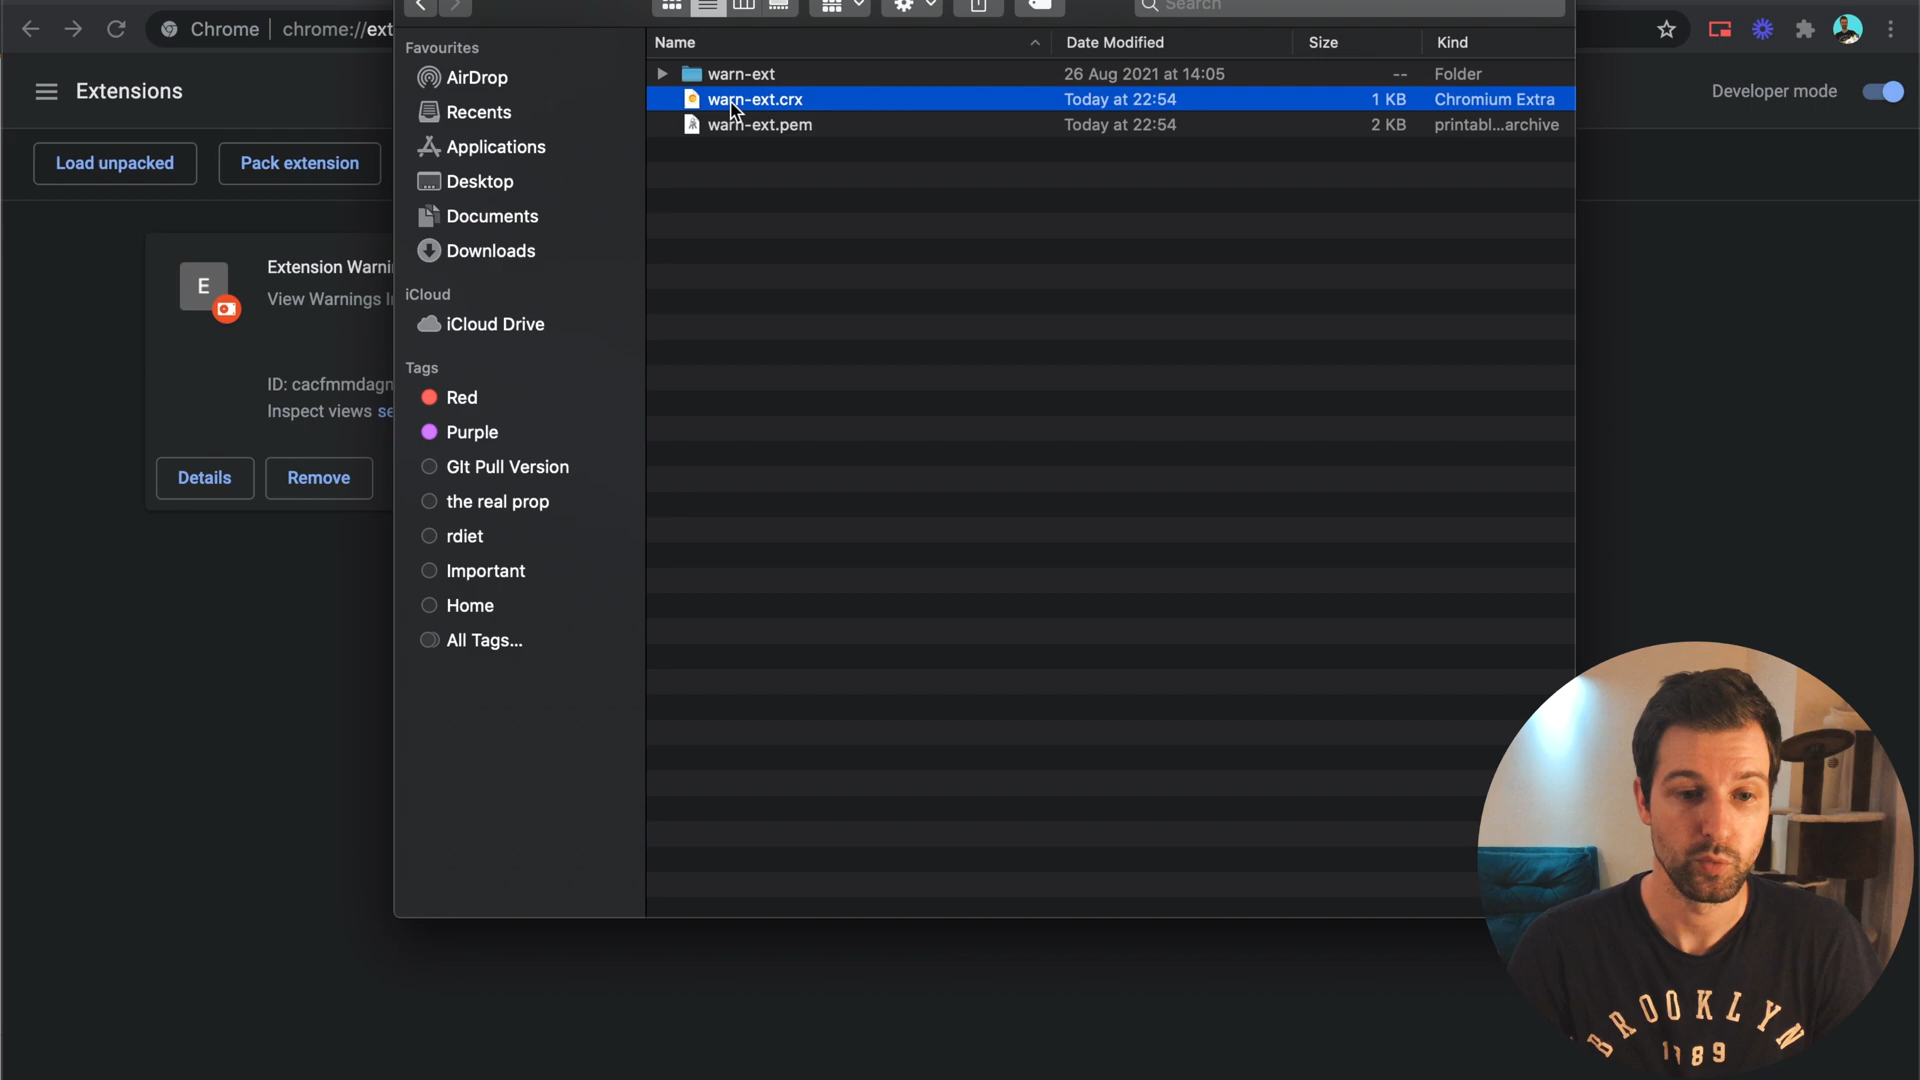 Chrome
chrome://ext
Search
Extensions
Developer mode
Load unpacked
Pack extension
E
Extension Warni
View Warnings I
ID: cacfmmdagn
Inspect views se
Details
Remove
Favourites
AirDrop
Recents
Applications
Desktop
Documents
Downloads
iCloud
iCloud Drive
Tags
Red
Purple
GIt Pull Version
the real prop
rdiet
Important
Home
All Tags...
Name Date Modified Size Kind
warn-ext 26 Aug 2021 at 14:05 -- Folder
warn-ext.crx Today at 22:54 1 KB Chromium Extra
warn-ext.pem Today at 22:54 2 KB printabl...archive
BROOKLYN
1989